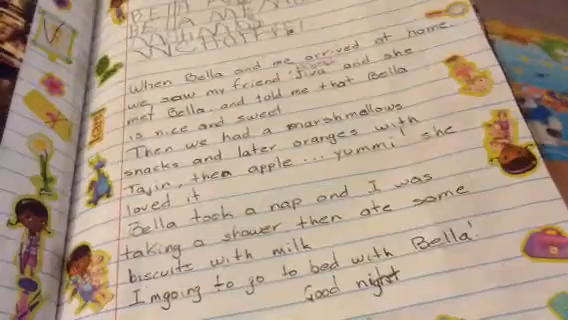 BELLA
When Bella and me arrived at home
we saw my friend Jiya and she
met Bella and told me that Bella
is nice and sweet
Then we had a marshmallows
snacks and later oranges with
Tajin, then apple... yummi she
loved it
Bella took a nap and I was
taking a shower then ate some
biscuits with milk
I'mgoing to go to bed with Bella!
Good night